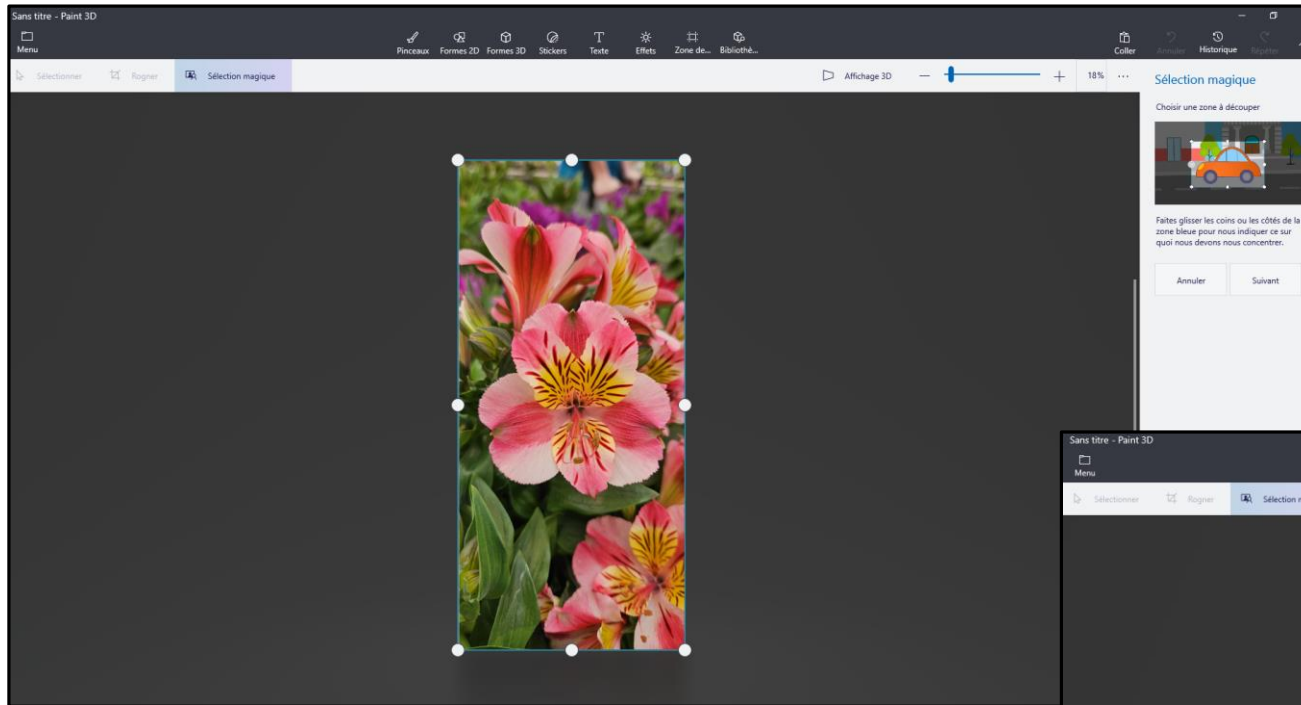 Sans titre - Paint 3D
Menu
Pinceaux Formes 2D Formes 3D Stickers Texte Effets Zone de... Bibliothè...
Coller Annuler Historique Répéter
Sélectionner Rogner Sélection magique
Affichage 3D 18% ...
Sélection magique
Choisir une zone à découper
Faites glisser les coins ou les côtés de la
zone bleue pour nous indiquer ce sur
quoi nous devons nous concentrer.
Annuler Suivant
Sans titre - Paint 3D
Menu
Sélectionner Rogner Sélection